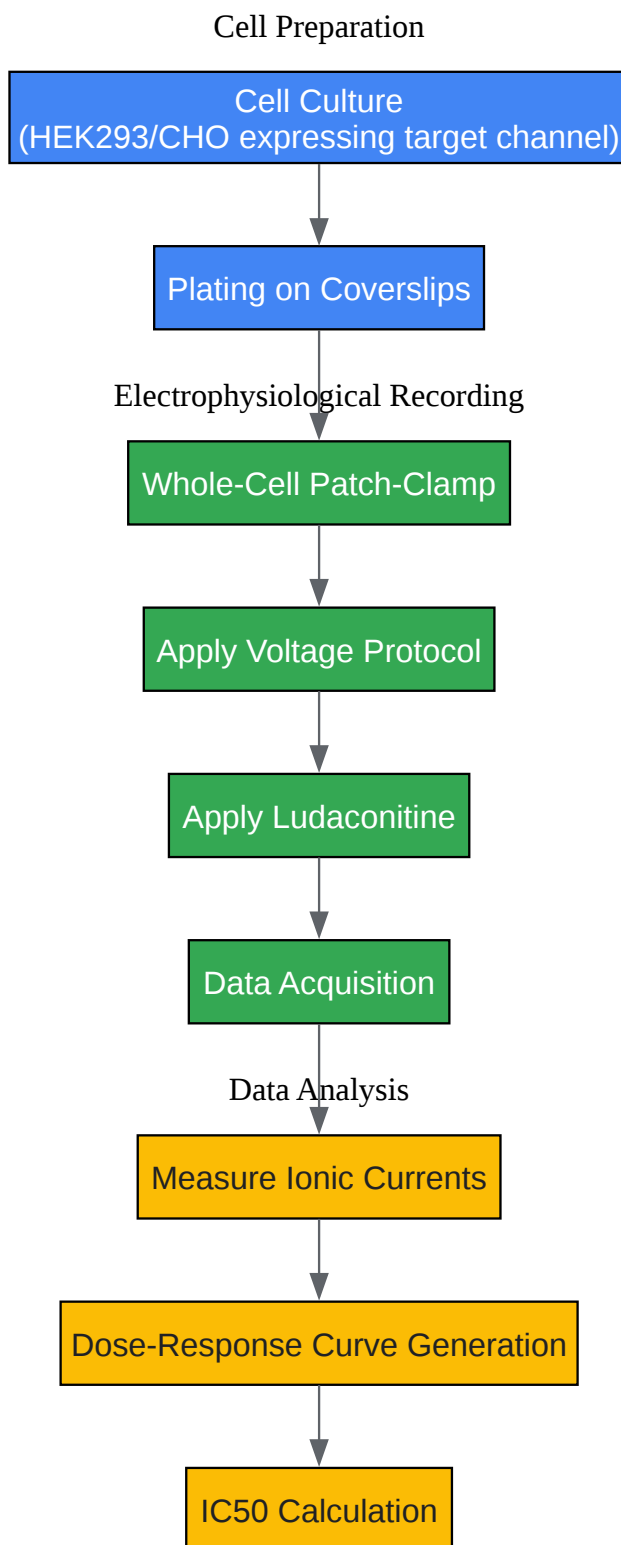 Cell Preparation
Cell Culture
(HEK293/CHO expressing target channel)
Plating on Coverslips
Electrophysiological Recording
Whole-Cell Patch-Clamp
Apply Voltage Protocol
Apply Ludaconitine
Data Acquisition
Data Analysis
Measure Ionic Currents
Dose-Response Curve Generation
IC50 Calculation